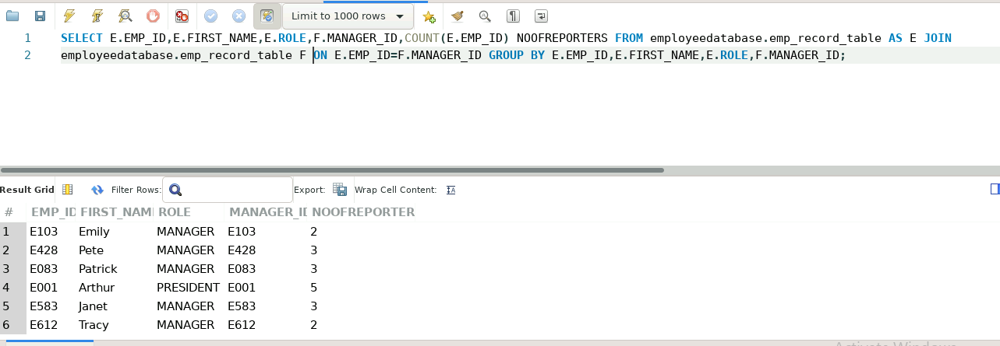 Limit to 1000 rows
1 SELECT E.EMP_ID,E.FIRST_NAME,E.ROLE,F.MANAGER_ID,COUNT(E.EMP_ID) NOOFREPORTERS FROM employeedatabase.emp_record_table AS E JOIN
2 employeedatabase.emp_record_table F ON E.EMP_ID=F.MANAGER_ID GROUP BY E.EMP_ID,E.FIRST_NAME,E.ROLE,F.MANAGER_ID;
Result Grid Filter Rows: Export: Wrap Cell Content:
# EMP_ID FIRST_NAM ROLE MANAGER_ID NOOFREPORTER
1 E103 Emily MANAGER E103 2
2 E428 Pete MANAGER E428 3
3 E083 Patrick MANAGER E083 3
4 E001 Arthur PRESIDENT E001 5
5 E583 Janet MANAGER E583 3
6 E612 Tracy MANAGER E612 2
Activate Windows